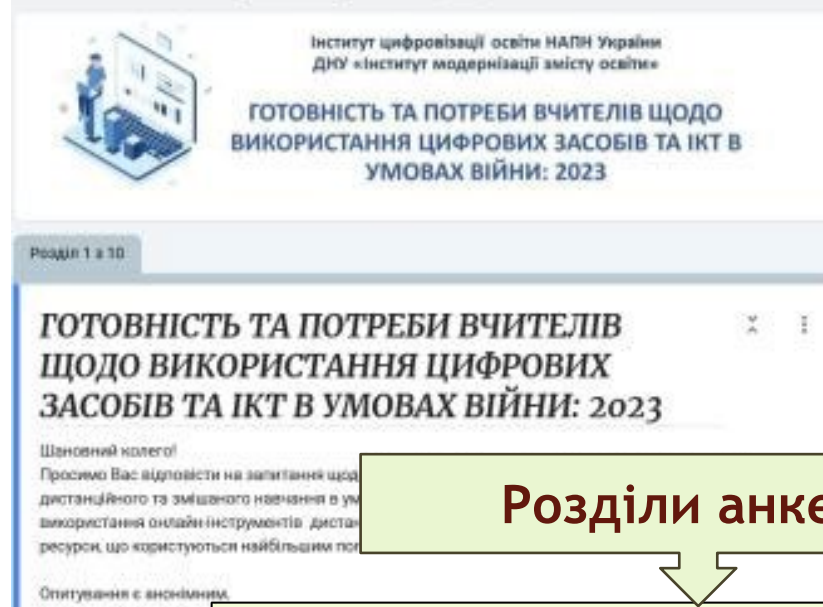 Інститут цифровізації освіти НАПН України
ДНУ «Інститут модернізації змісту освіти»
ГОТОВНІСТЬ ТА ПОТРЕБИ ВЧИТЕЛІВ ЩОДО
ВИКОРИСТАННЯ ЦИФРОВИХ ЗАСОБІВ ТА ІКТ В
УМОВАХ ВІЙНИ: 2023
Розділ 1 з 10
ГОТОВНІСТЬ ТА ПОТРЕБИ ВЧИТЕЛІВ
ЩОДО ВИКОРИСТАННЯ ЦИФРОВИХ
ЗАСОБІВ ТА ІКТ В УМОВАХ ВІЙНИ: 2023
Шановний колего!
Просимо Вас відповісти на запитання щод
дистанційного та змішаного навчання в ум
використання онлайн-інструментів дистан
ресурси, що користуються найбільшим поп
Розділи анке
Опитування є анонімним.